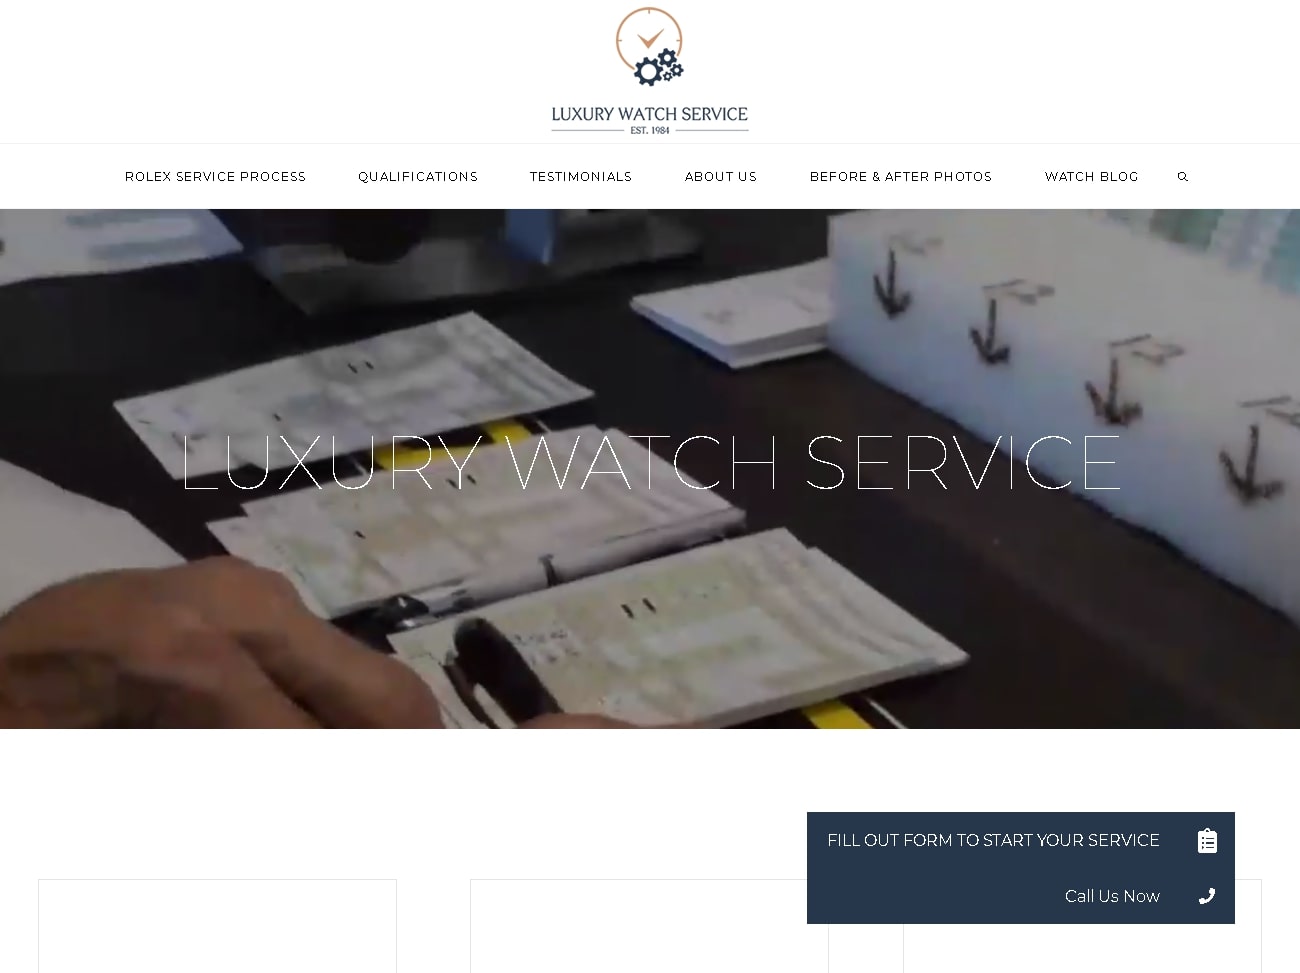 LUXURY WATCH SERVICE
EST. 1984
ROLEX SERVICE PROCESS
QUALIFICATIONS
TESTIMONIALS
ABOUT US
BEFORE & AFTER PHOTOS
WATCH BLOG
LUXURY WATCH SERVICE
FILL OUT FORM TO START YOUR SERVICE
Call Us Now